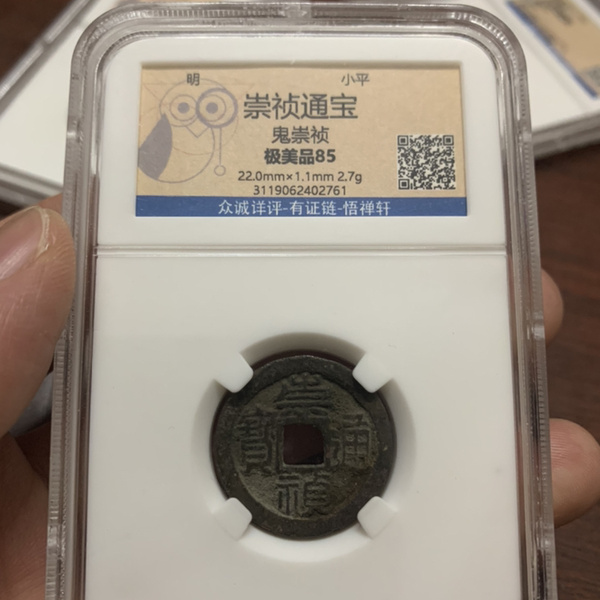 明 小平
崇祯通宝
鬼崇祯
极美品85
22.0mm×1.1mm 2.7g
3119062402761
众诚详评-有证链-悟禅轩
崇
寶 通
禎